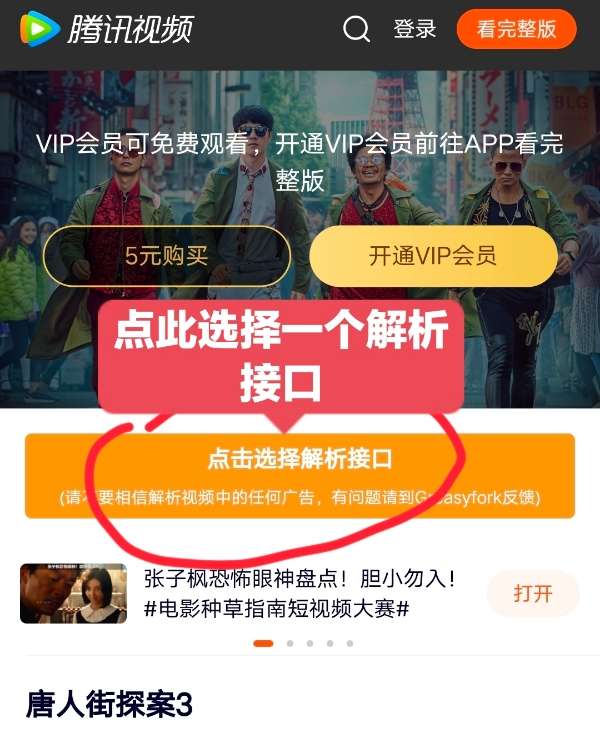 腾讯视频
登录
看完整版
BLG
VIP会员可免费观看，开通VIP会员前往APP看完
整版
5元购买
开通VIP会员
点此选择一个解析
接口
点击选择解析接口
(请不要相信解析视频中的任何广告，有问题请到Greasyfork反馈)
张子枫恐怖眼神盘点！胆小勿入！
#电影种草指南短视频大赛#
打开
唐人街探案3